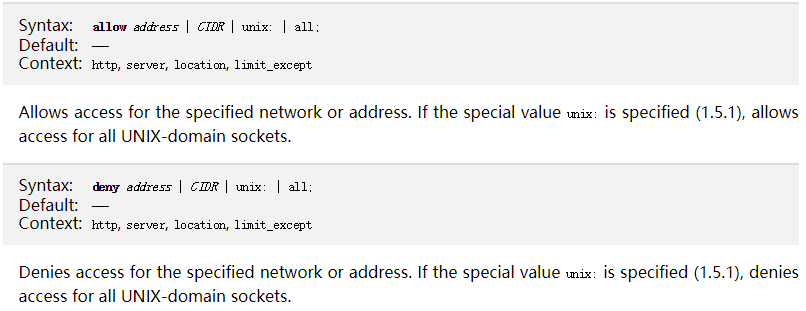 Syntax: allow address | CIDR | unix: | all;
Default: —
Context: http, server, location, limit_except
Allows access for the specified network or address. If the special value unix: is specified (1.5.1), allows
access for all UNIX-domain sockets.
Syntax: deny address | CIDR | unix: | all;
Default: —
Context: http, server, location, limit_except
Denies access for the specified network or address. If the special value unix: is specified (1.5.1), denies
access for all UNIX-domain sockets.